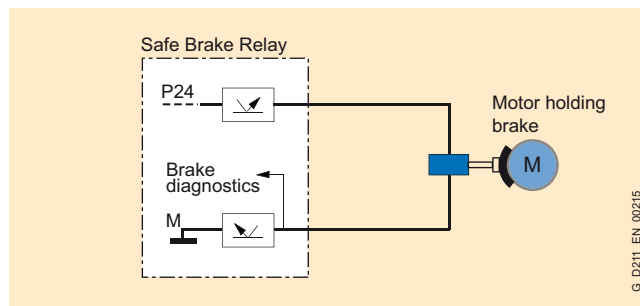 Safe Brake Relay
P24
Motor holding
brake
M
Brake
diagnostics
M
G_D211_EN_00215